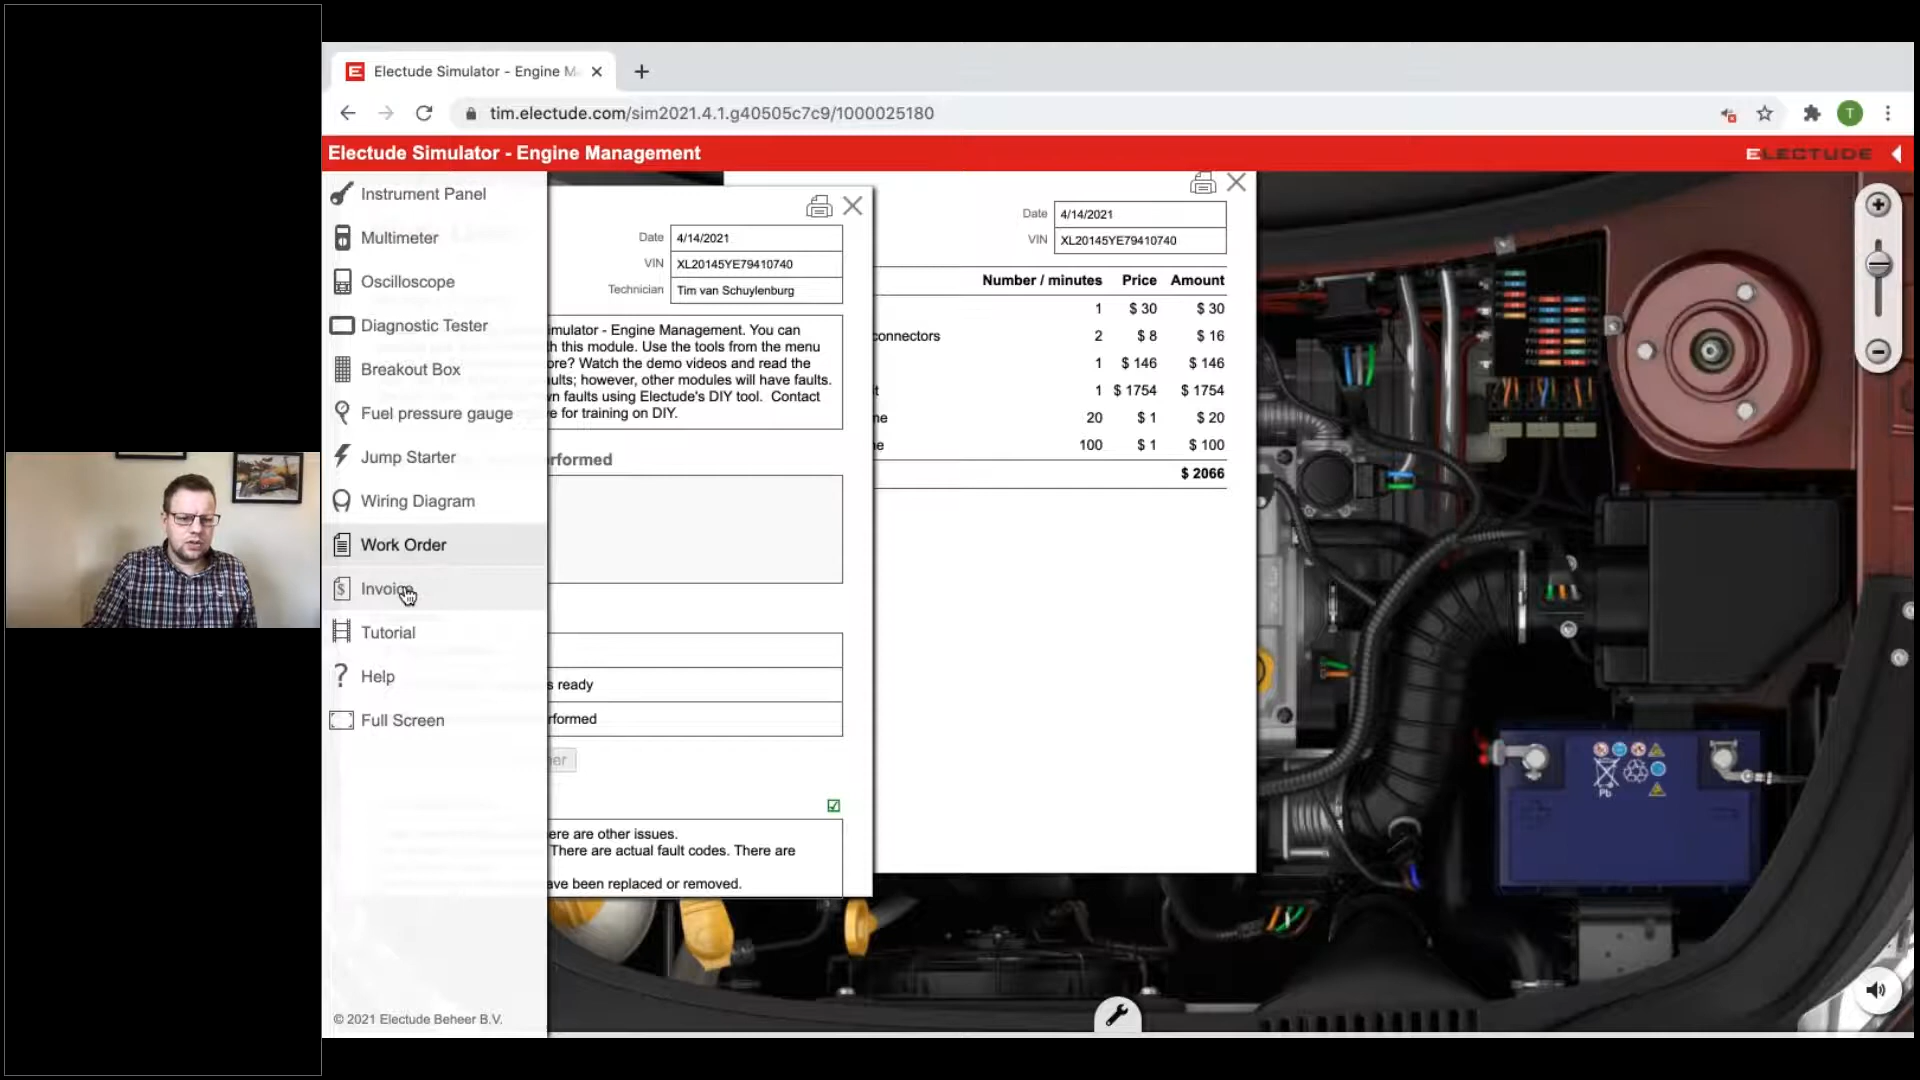 Electude Simulator - Engine M
tim.electude.com/sim2021.4.1.g40505c7c9/1000025180
T
Electude Simulator - Engine Management
ELECTUDE
Instrument Panel
Multimeter
Oscilloscope
Diagnostic Tester
Breakout Box
Fuel pressure gauge
Jump Starter
Wiring Diagram
Work Order
Invoice
Tutorial
Help
Full Screen
© 2021 Electude Beheer B.V.
Date 4/14/2021
VIN XL20145YE79410740
Technician Tim van Schuylenburg
imulator - Engine Management. You can
h this module. Use the tools from the menu
ore? Watch the demo videos and read the
aults; however, other modules will have faults.
n faults using Electude's DIY tool. Contact
e for training on DIY.
rformed
s ready
rformed
er
ere are other issues.
There are actual fault codes. There are
ave been replaced or removed.
Date 4/14/2021
VIN XL20145YE79410740
Number / minutes Price Amount
1 $ 30 $ 30
connectors 2 $ 8 $ 16
1 $ 146 $ 146
t 1 $ 1754 $ 1754
ne 20 $ 1 $ 20
e 100 $ 1 $ 100
$ 2066
Pb